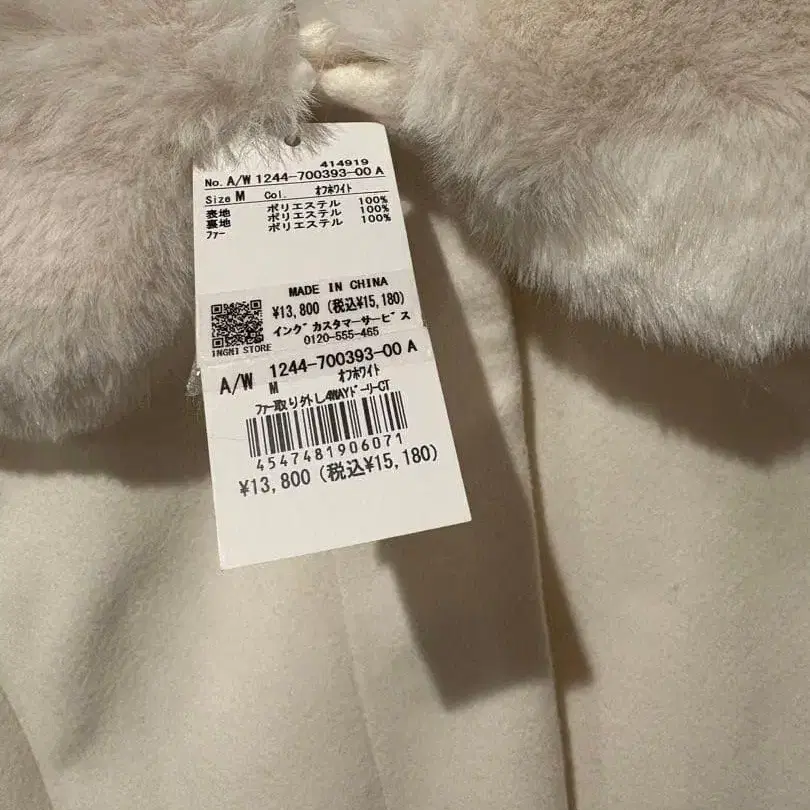 414919
No. A/W 1244-700393-00 A
Size M Col. ｵﾌﾎﾜｲﾄ
表地 ポリエステル 100%
裏地 ポリエステル 100%
ﾌｧｰ ポリエステル 100%
MADE IN CHINA
¥13,800 (税込¥15,180)
イングカスタマーサービス
0120-555-465
INGNI STORE
A/W 1244-700393-00 A
M ｵﾌﾎﾜｲﾄ
ﾌｧｰ取り外し4WAYﾄﾞｰﾘｰCT
4547481906071
¥13,800 (税込¥15,180)